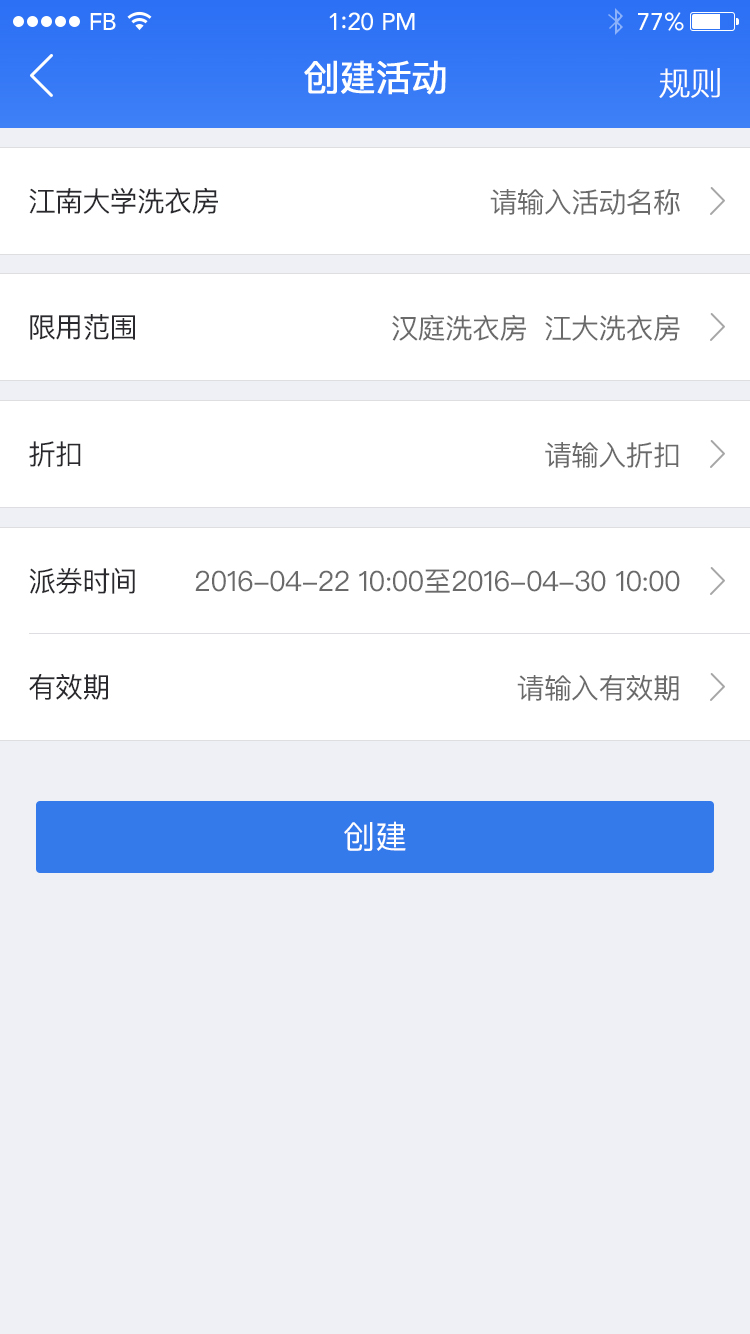 FB 1:20 PM 77%
创建活动 规则
江南大学洗衣房 请输入活动名称
限用范围 汉庭洗衣房 江大洗衣房
折扣 请输入折扣
派券时间 2016-04-22 10:00至2016-04-30 10:00
有效期 请输入有效期
创建